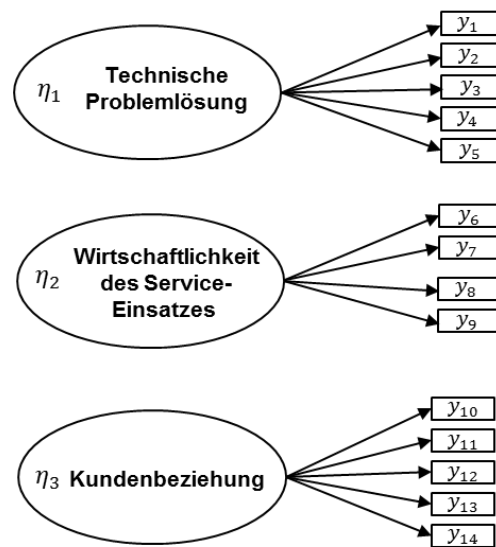 y₁
y₂
η₁ Technische
Problemlösung
y₃
y₄
y₅
y₆
y₇
η₂ Wirtschaftlichkeit
des Service-
Einsatzes
y₈
y₉
y₁₀
y₁₁
η₃ Kundenbeziehung
y₁₂
y₁₃
y₁₄